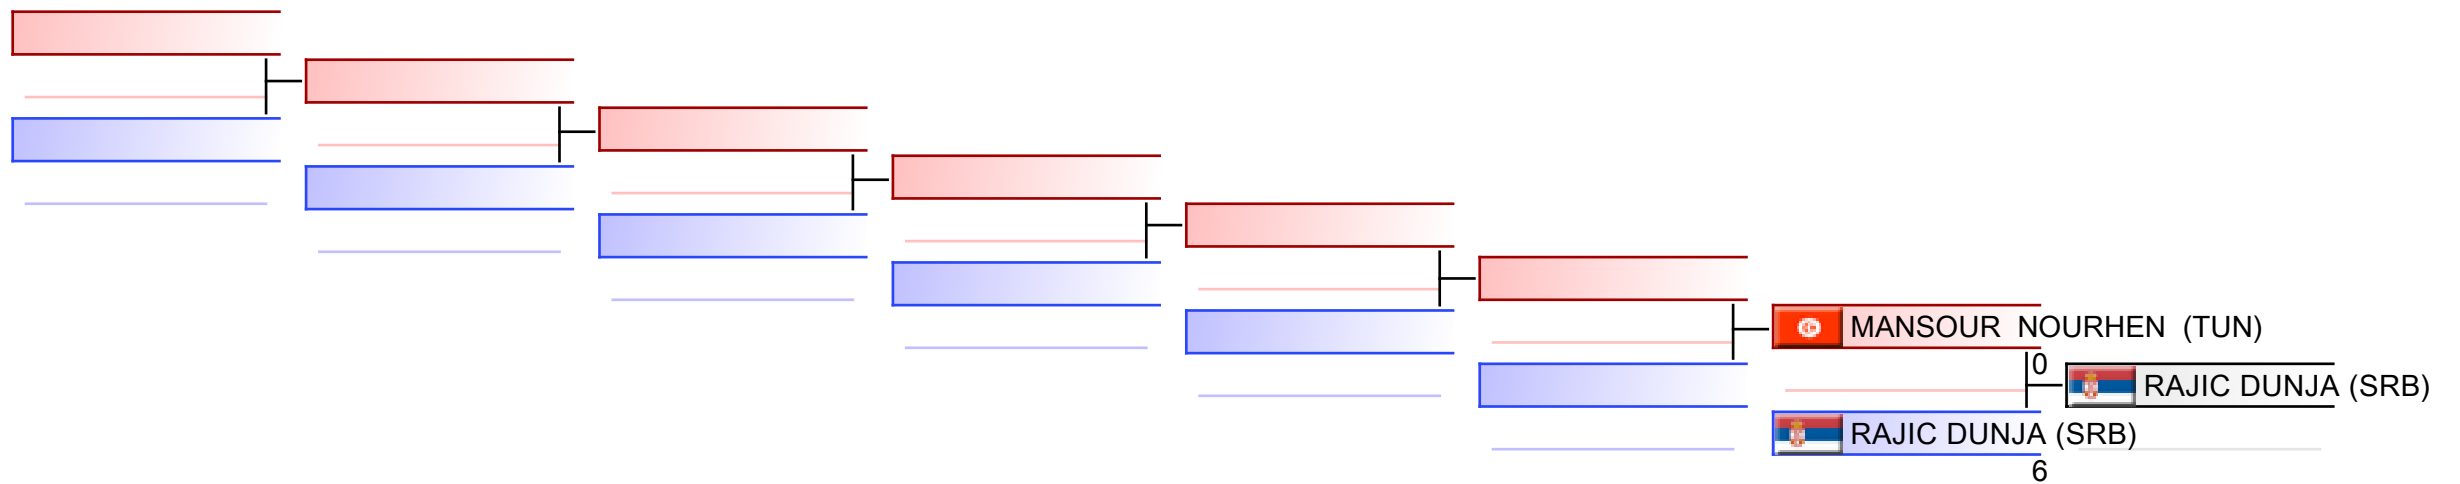 MANSOUR  NOURHEN  (TUN)
0
RAJIC DUNJA (SRB)
RAJIC DUNJA (SRB)
6